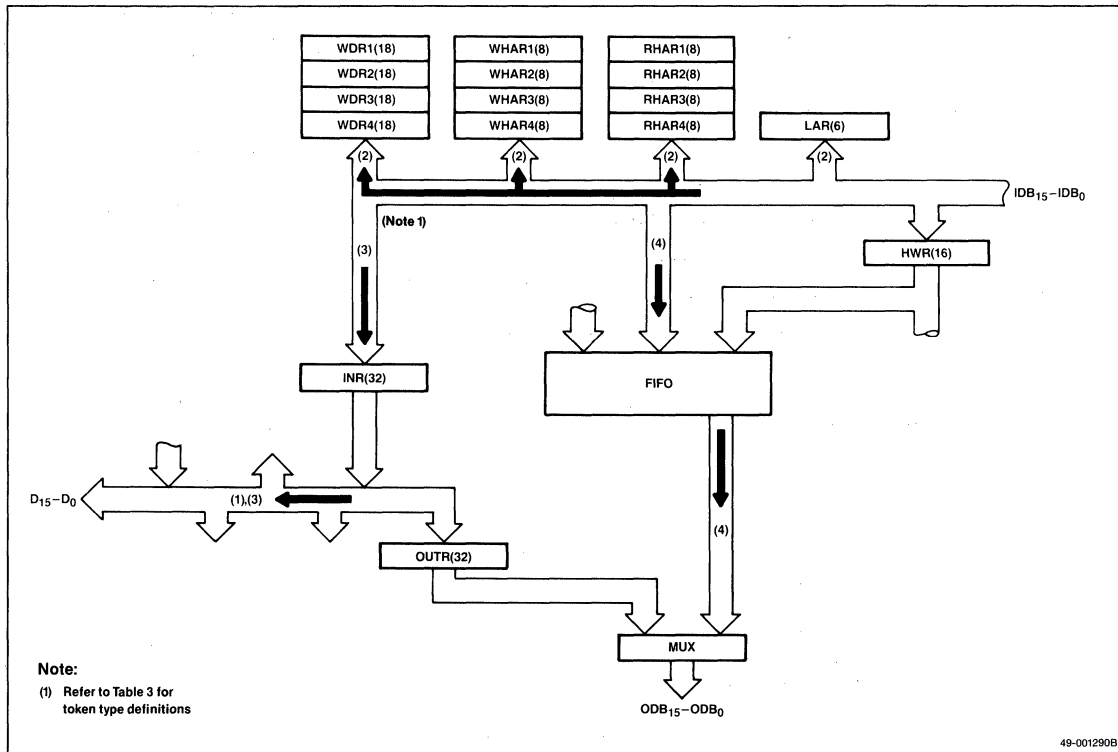 WDR1(18)
WDR2(18)
WDR3(18)
WDR4(18)
WHAR1(8)
WHAR2(8)
WHAR3(8)
WHAR4(8)
RHAR1(8)
RHAR2(8)
RHAR3(8)
RHAR4(8)
LAR(6)
(2)
(2)
(2)
(2)
IDB15–IDB0
(Note 1)
(3)
(4)
HWR(16)
INR(32)
FIFO
D15–D0
(1),(3)
(4)
OUTR(32)
MUX
ODB15–ODB0
Note:
(1) Refer to Table 3 for
token type definitions
49-001290B